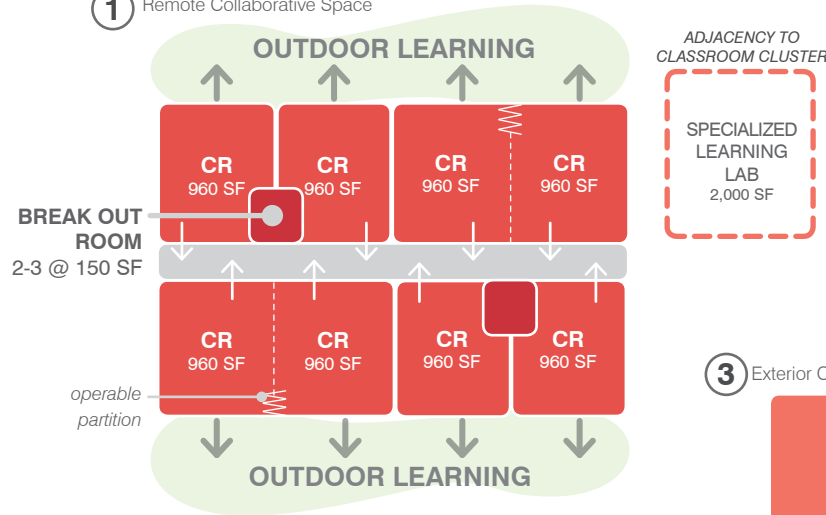 1 Remote Collaborative Space
OUTDOOR LEARNING
ADJACENCY TO
CLASSROOM CLUSTER
CR
960 SF
CR
960 SF
CR
960 SF
CR
960 SF
SPECIALIZED
LEARNING
LAB
2,000 SF
BREAK OUT
ROOM
2-3 @ 150 SF
CR
960 SF
CR
960 SF
CR
960 SF
CR
960 SF
operable
partition
3 Exterior
OUTDOOR LEARNING